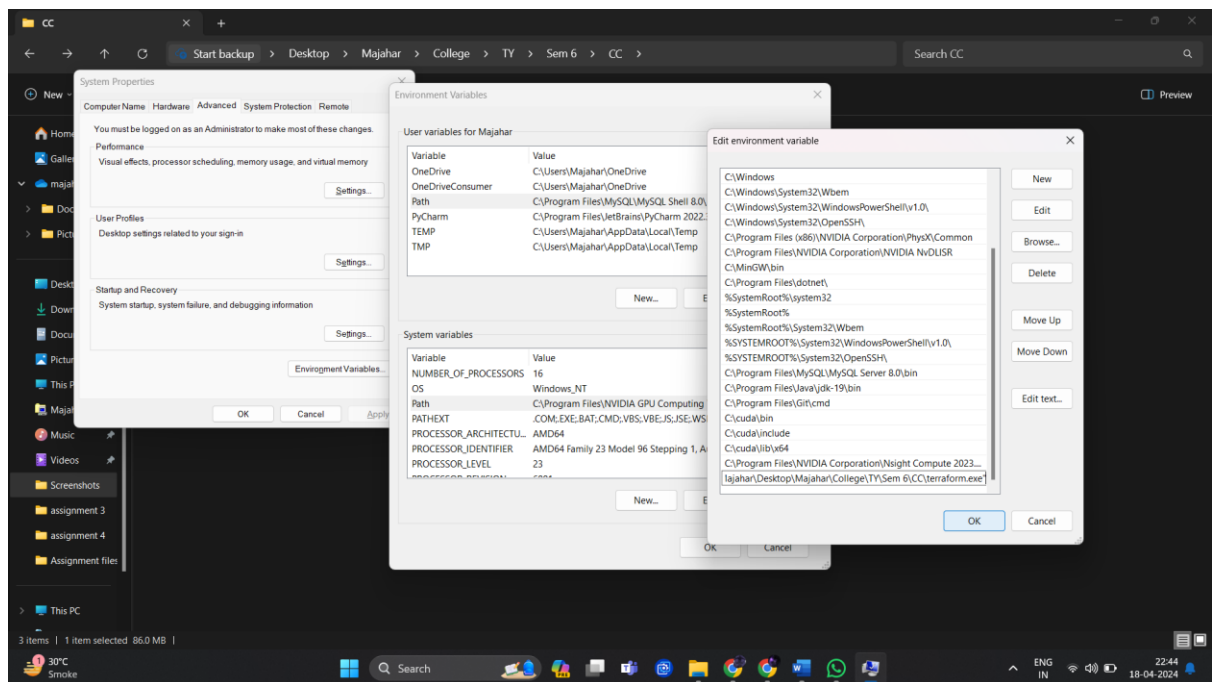 CC
Start backup > Desktop > Majahar > College > TY > Sem 6 > CC >
Search CC
New
Preview
Home
Desktop
Music
Videos
Screenshots
assignment 3
assignment 4
Assignment files
This PC
3 items | 1 item selected 86.0 MB |
System Properties
Computer Name Hardware Advanced System Protection Remote
You must be logged on as an Administrator to make most of these changes.
Performance
Visual effects, processor scheduling, memory usage, and virtual memory
Settings...
User Profiles
Desktop settings related to your sign-in
Settings...
Startup and Recovery
System startup, system failure, and debugging information
Settings...
Environment Variables...
OK Cancel Apply
Environment Variables
User variables for Majahar
Variable Value
OneDrive C:\Users\Majahar\OneDrive
OneDriveConsumer C:\Users\Majahar\OneDrive
Path C:\Program Files\MySQL\MySQL Shell 8.0\
PyCharm C:\Program Files\JetBrains\PyCharm 2022.
TEMP C:\Users\Majahar\AppData\Local\Temp
TMP C:\Users\Majahar\AppData\Local\Temp
New... E
System variables
Variable Value
NUMBER_OF_PROCESSORS 16
OS Windows_NT
Path C:\Program Files\NVIDIA GPU Computing
PATHEXT .COM;.EXE;.BAT;.CMD;.VBS;.VBE;.JS;.JSE;.WS
PROCESSOR_ARCHITECTU... AMD64
PROCESSOR_IDENTIFIER AMD64 Family 23 Model 96 Stepping 1, A
PROCESSOR_LEVEL 23
New... E
OK Cancel
Edit environment variable
C:\Windows
C:\Windows\System32\Wbem
C:\Windows\System32\WindowsPowerShell\v1.0\
C:\Windows\System32\OpenSSH\
C:\Program Files (x86)\NVIDIA Corporation\PhysX\Common
C:\Program Files\NVIDIA Corporation\NVIDIA NvDLISR
C:\MinGW\bin
C:\Program Files\dotnet\
%SystemRoot%\system32
%SystemRoot%
%SystemRoot%\System32\Wbem
%SYSTEMROOT%\System32\WindowsPowerShell\v1.0\
%SYSTEMROOT%\System32\OpenSSH\
C:\Program Files\MySQL\MySQL Server 8.0\bin
C:\Program Files\Java\jdk-19\bin
C:\Program Files\Git\cmd
C:\cuda\bin
C:\cuda\include
C:\cuda\lib\x64
C:\Program Files\NVIDIA Corporation\Nsight Compute 2023....
lajahar\Desktop\Majahar\College\TY\Sem 6\CC\terraform.exe"
New
Edit
Browse...
Delete
Move Up
Move Down
Edit text...
OK Cancel
30°C
Smoke
Search
ENG
IN
22:44
18-04-2024